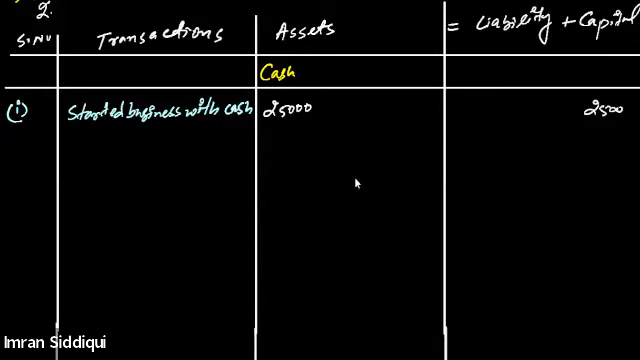 2.
S.No Transactions Assets = Liability + Capital
Cash
(i) Started business with cash 25000 2500
Imran Siddiqui